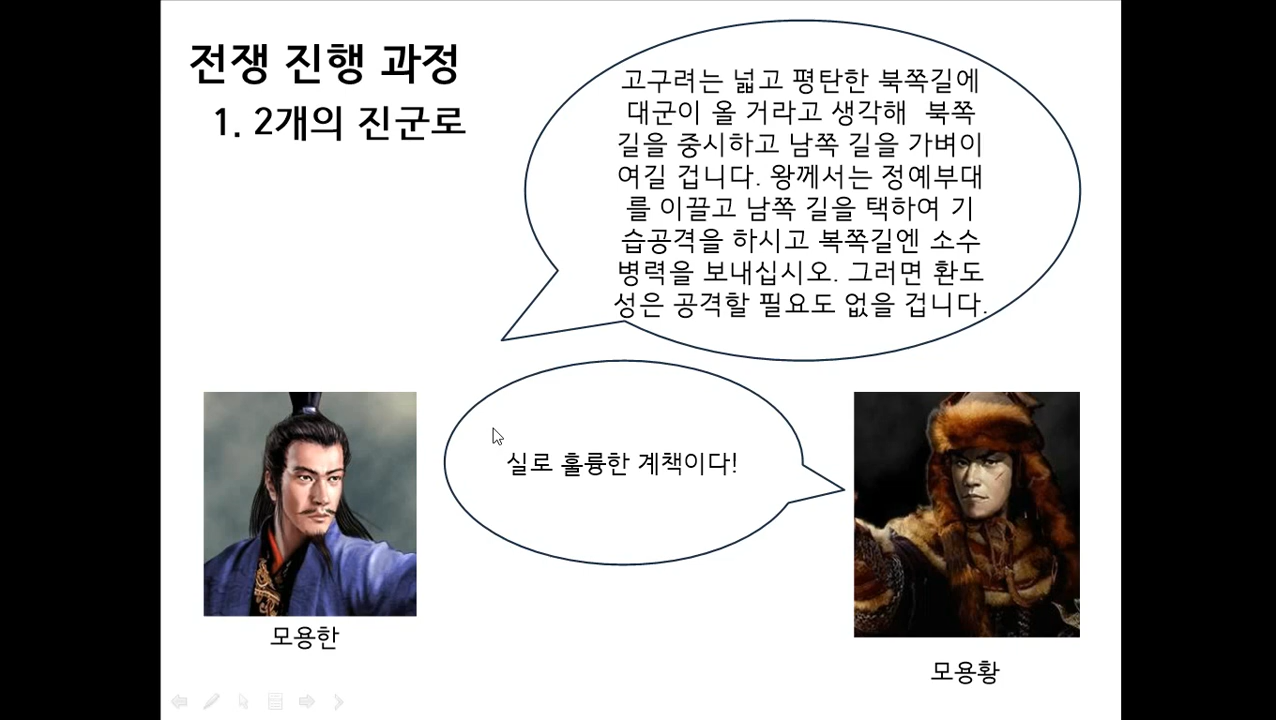 전쟁 진행 과정
1. 2개의 진군로
고구려는 넓고 평탄한 북쪽길에
대군이 올 거라고 생각해 북쪽
길을 중시하고 남쪽 길을 가벼이
여길 겁니다. 왕께서는 정예부대
를 이끌고 남쪽 길을 택하여 기
습공격을 하시고 복쪽길엔 소수
병력을 보내십시오. 그러면 환도
성은 공격할 필요도 없을 겁니다.
실로 훌륭한 계책이다!
모용한
모용황